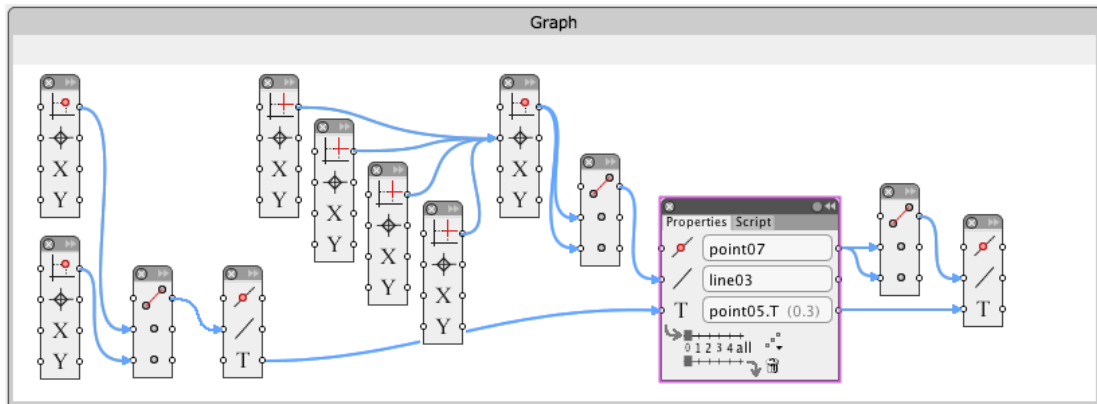 Graph
X
Y
X
Y
X
Y
X
Y
X
Y
X
Y
X
Y
T
Properties Script
point07
line03
T point05.T (0.3)
0 1 2 3 4 all
T